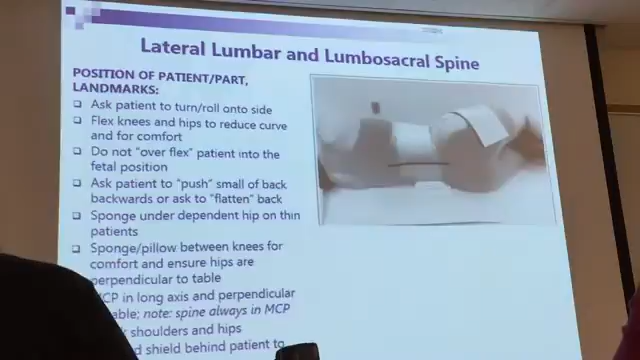 Lateral Lumbar and Lumbosacral Spine
POSITION OF PATIENT/PART,
LANDMARKS:
Ask patient to turn/roll onto side
Flex knees and hips to reduce curve
and for comfort
Do not "over flex" patient into the
fetal position
Ask patient to "push" small of back
backwards or ask to "flatten" back
Sponge under dependent hip on thin
patients
Sponge/pillow between knees for
comfort and ensure hips are
perpendicular to table
CP in long axis and perpendicular
able; note: spine always in MCP
shoulders and hips
shield behind patient to